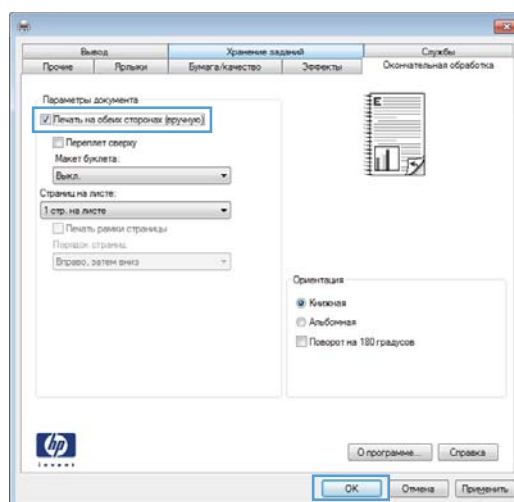 Вывод Хранение заданий Службы
Прочие Ярлыки Бумага/качество Эффекты Окончательная обработка
Параметры документа
Печать на обеих сторонах (вручную)
Переплет сверху
Макет буклета:
Выкл.
Страниц на листе:
1 стр. на листе
Печать рамки страницы
Порядок страниц:
Вправо, затем вниз
E
Ориентация
Книжная
Альбомная
Поворот на 180 градусов
hp
invent
О программе... Справка
OK Отмена Применить